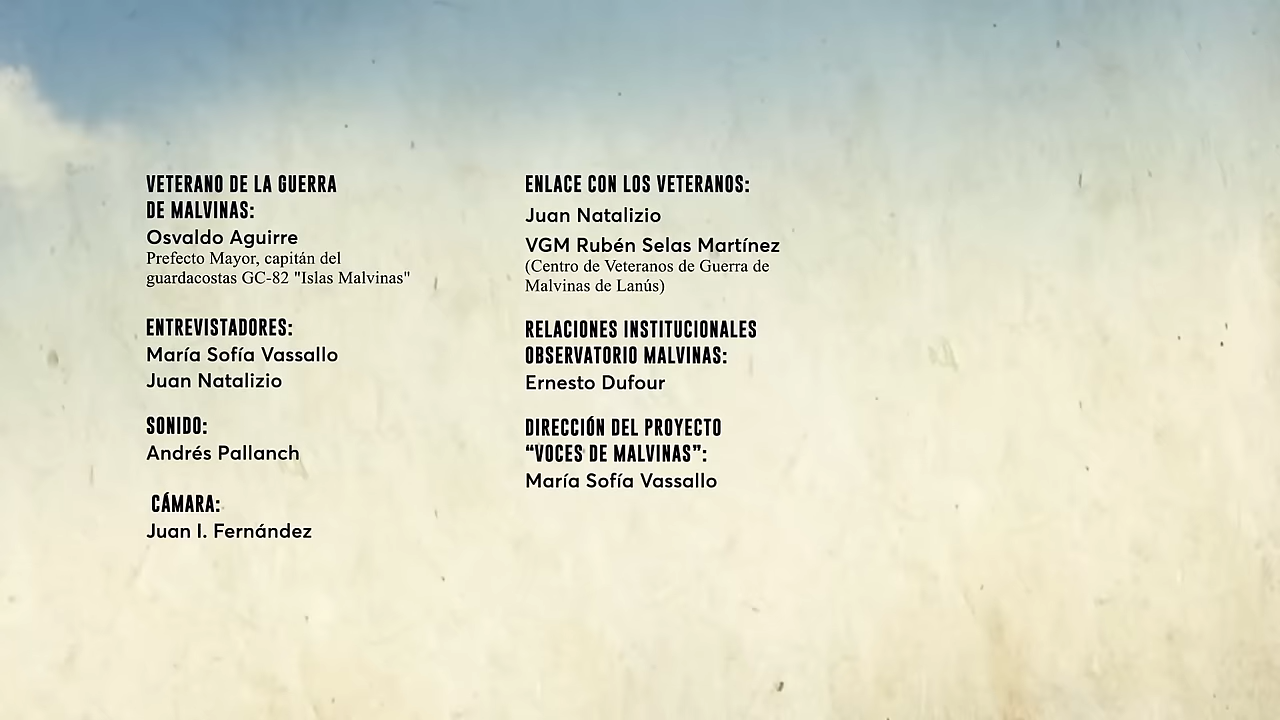 VETERANO DE LA GUERRA
DE MALVINAS:
Osvaldo Aguirre
Prefecto Mayor, capitán del
guardacostas GC-82 "Islas Malvinas"
ENTREVISTADORES:
María Sofía Vassallo
Juan Natalizio
SONIDO:
Andrés Pallanch
CÁMARA:
Juan I. Fernández
ENLACE CON LOS VETERANOS:
Juan Natalizio
VGM Rubén Selas Martínez
(Centro de Veteranos de Guerra de
Malvinas de Lanús)
RELACIONES INSTITUCIONALES
OBSERVATORIO MALVINAS:
Ernesto Dufour
DIRECCIÓN DEL PROYECTO
“VOCES DE MALVINAS”:
María Sofía Vassallo